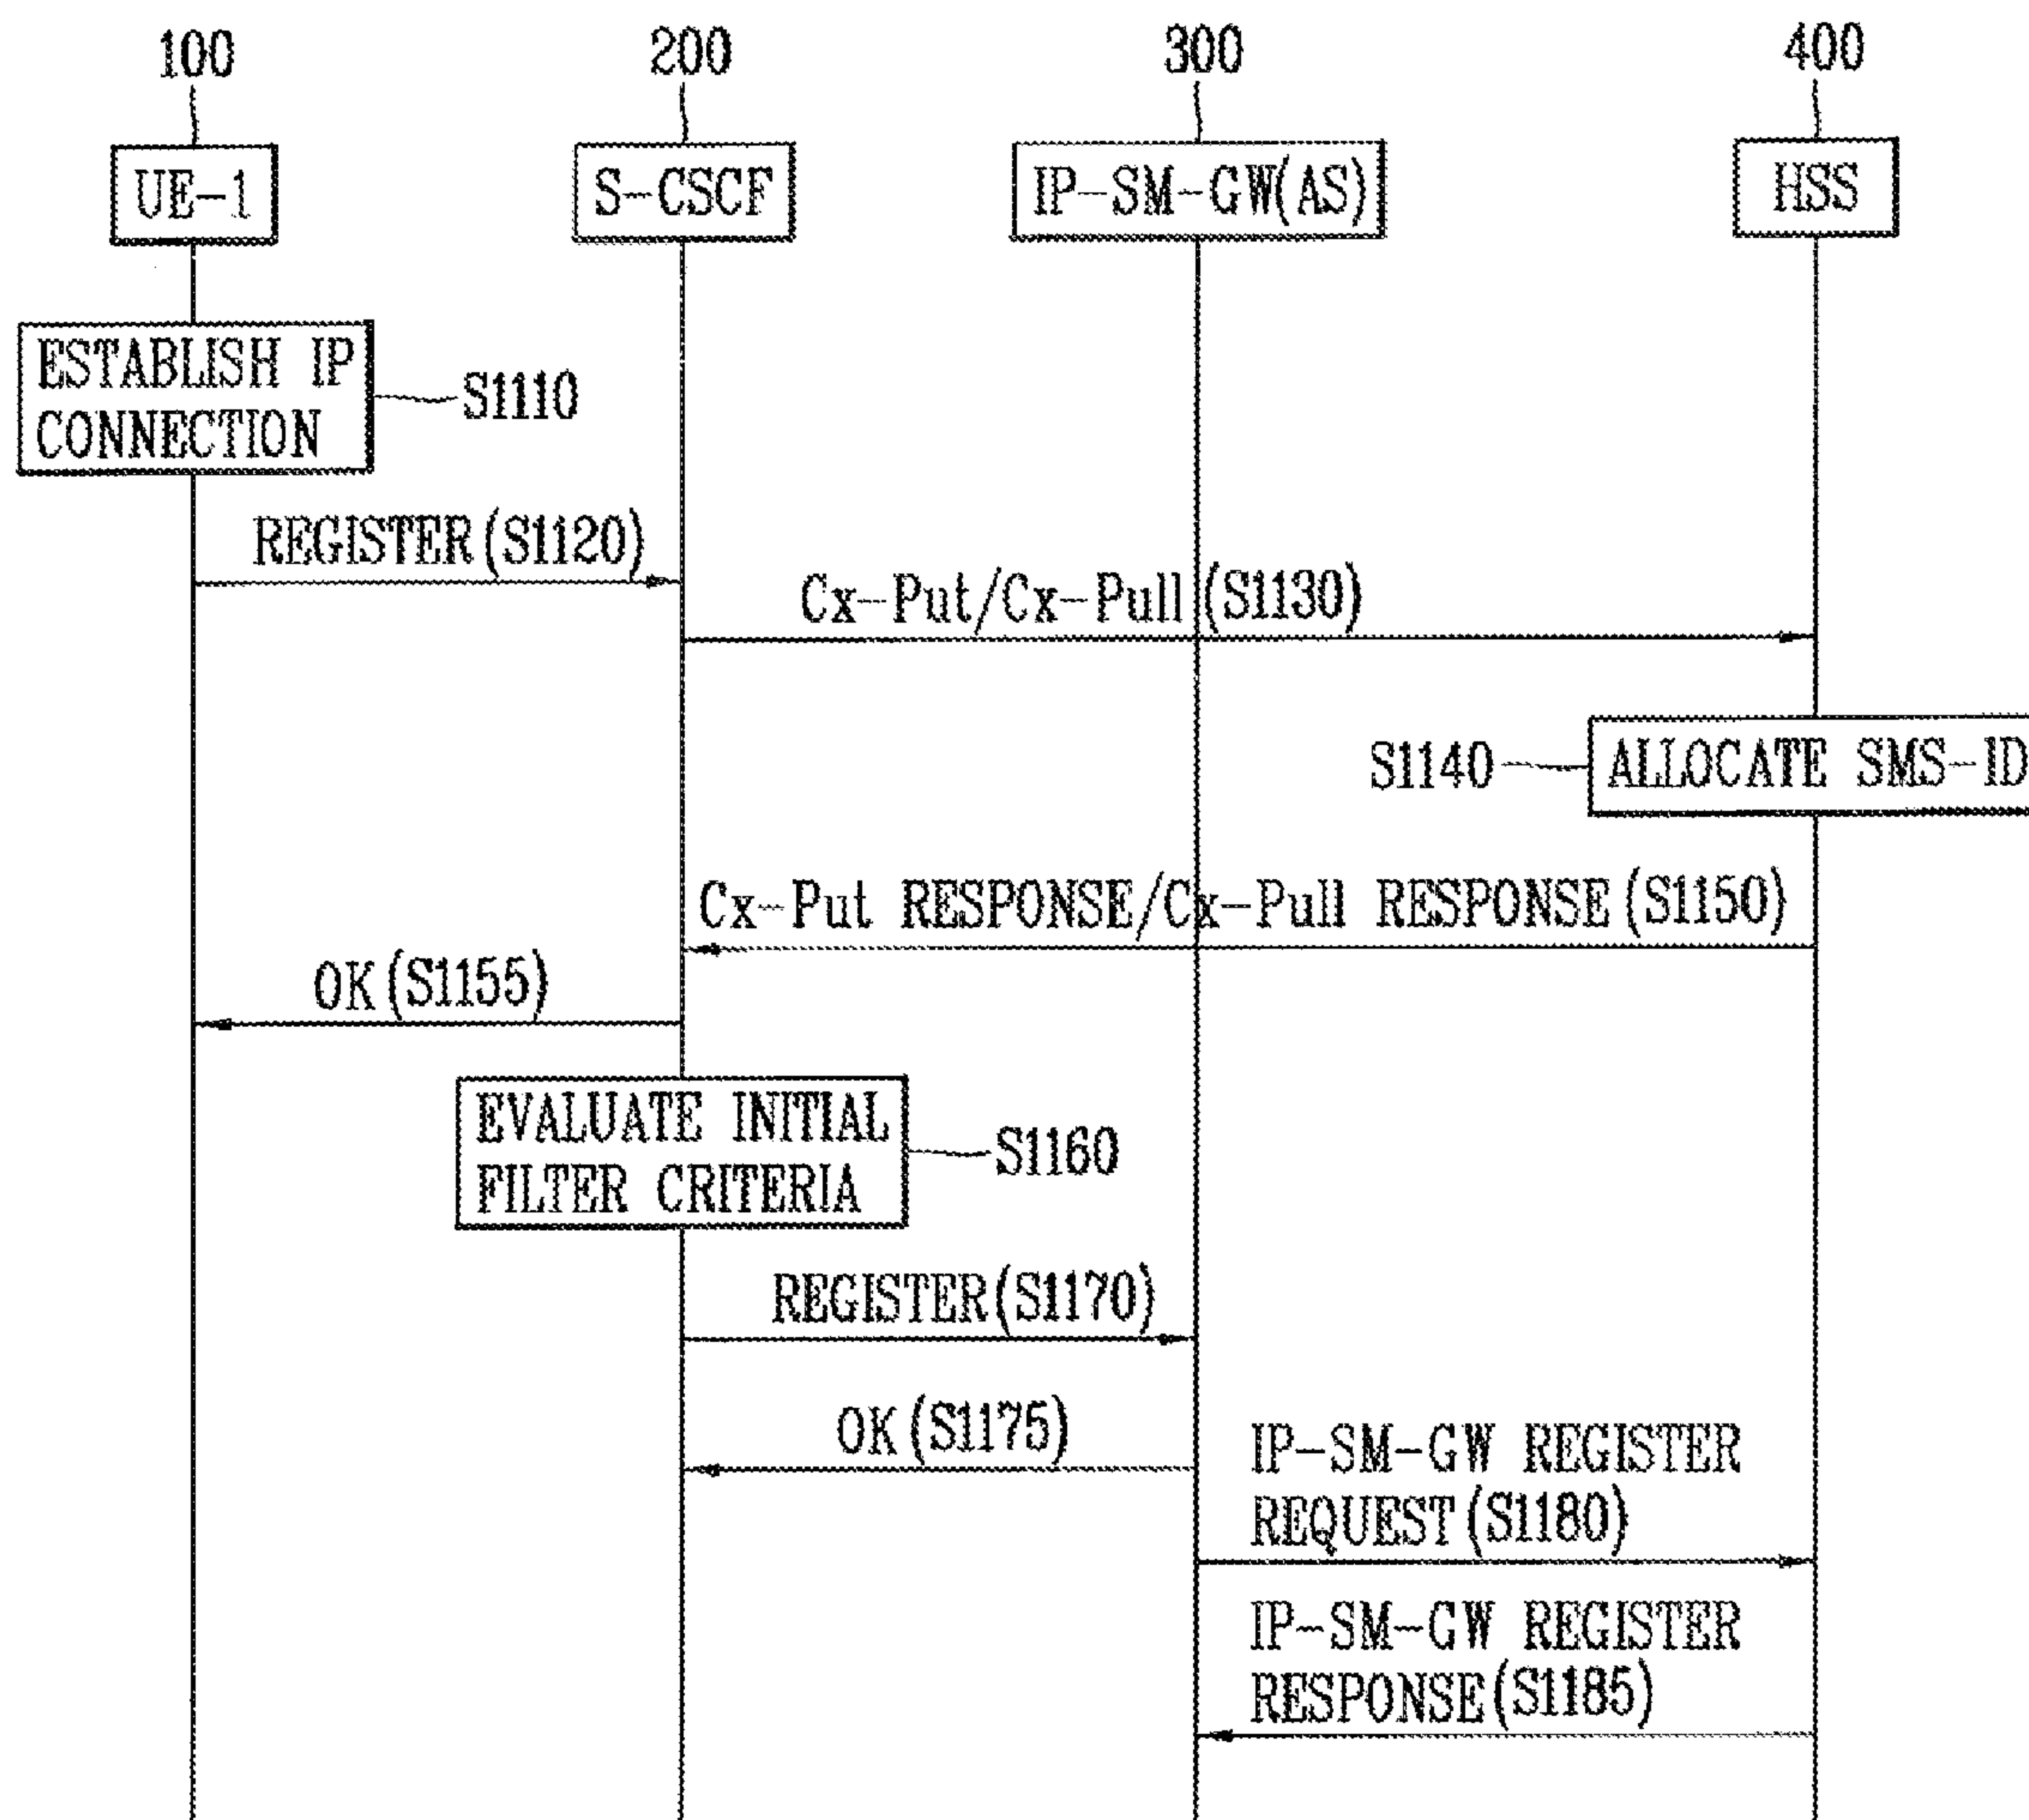 100
200
300
400
UE-1
S-CSCF
IP-SM-GW(AS)
HSS
ESTABLISH IP
CONNECTION
S1110
REGISTER(S1120)
Cx-Put/Cx-Pull(S1130)
S1140
ALLOCATE SMS-ID
Cx-Put RESPONSE/Cx-Pull RESPONSE(S1150)
OK(S1155)
EVALUATE INITIAL
FILTER CRITERIA
S1160
REGISTER(S1170)
OK(S1175)
IP-SM-GW REGISTER
REQUEST(S1180)
IP-SM-GW REGISTER
RESPONSE(S1185)